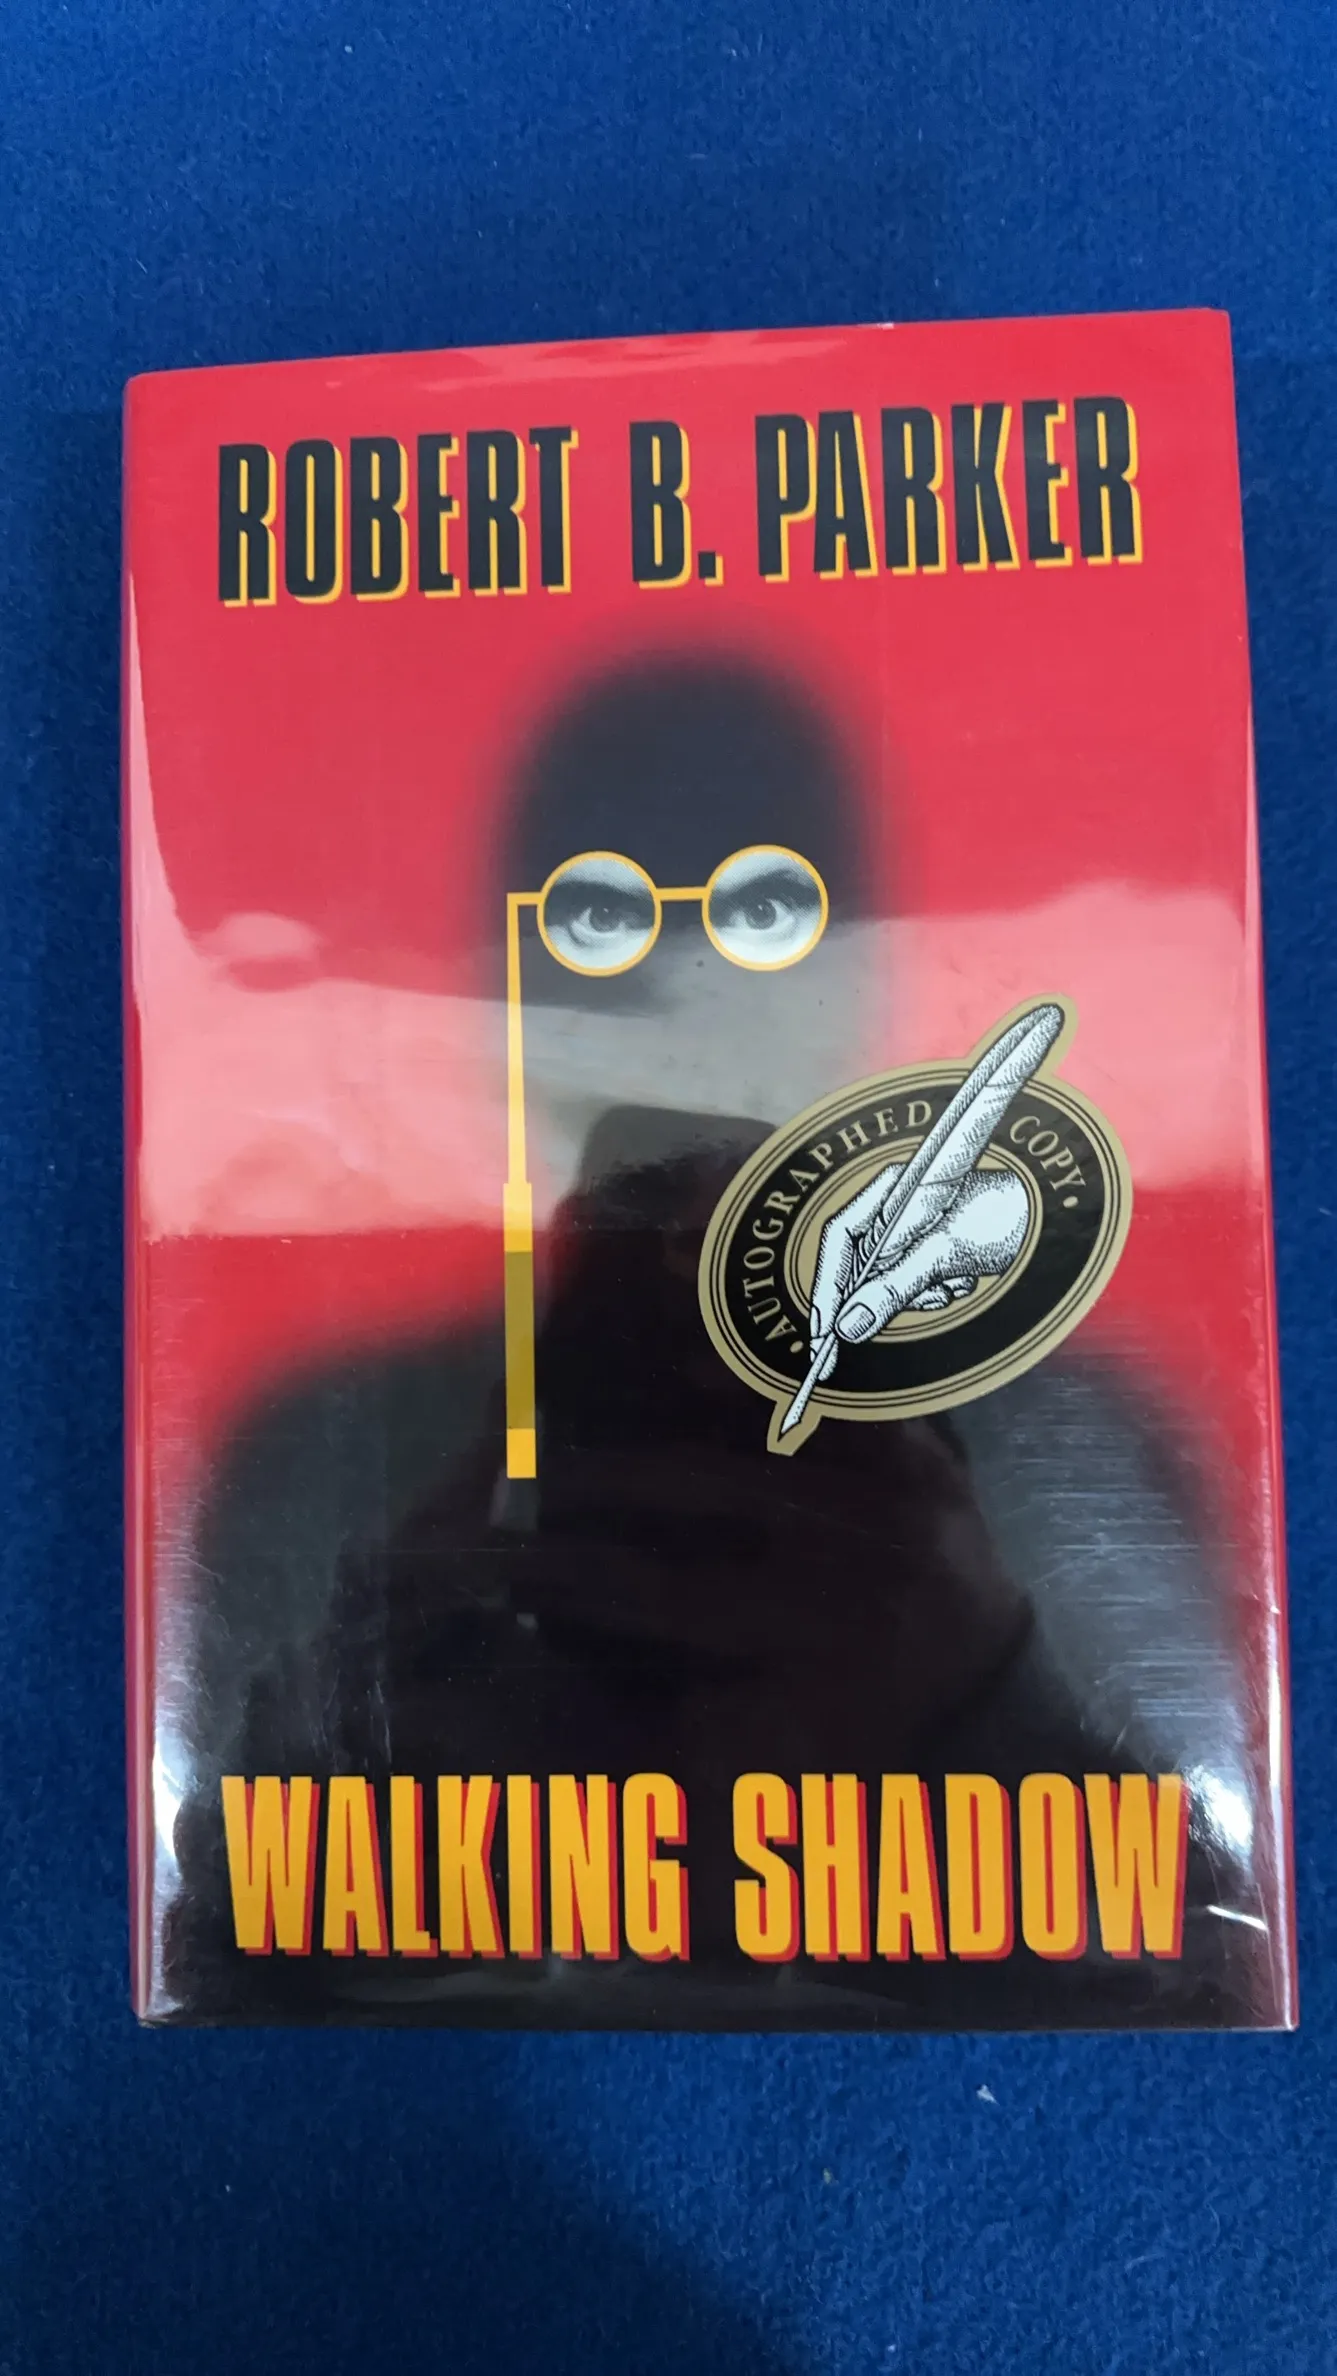 ROBERT B. PARKER
• AUTOGRAPHED COPY •
WALKING SHADOW